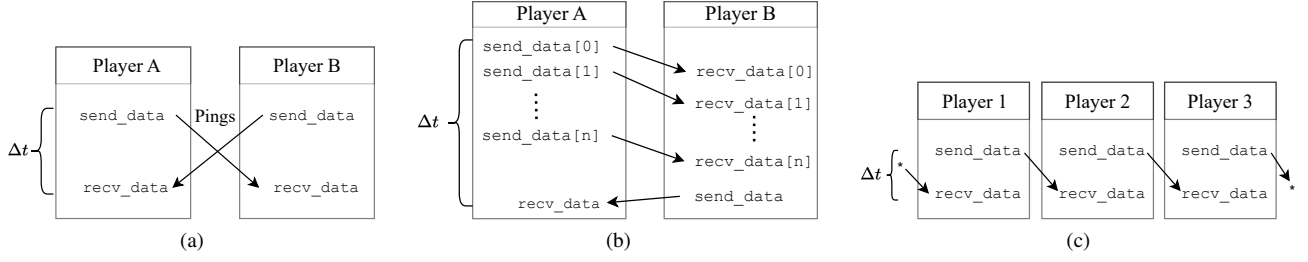 Player A
Player B
send_data
Pings
send_data
Δt
recv_data
recv_data
(a)
Player A
Player B
send_data[0]
recv_data[0]
send_data[1]
recv_data[1]
Δt
send_data[n]
recv_data[n]
send_data
recv_data
(b)
Player 1
Player 2
Player 3
send_data
send_data
send_data
Δt
*
recv_data
recv_data
recv_data
*
(c)